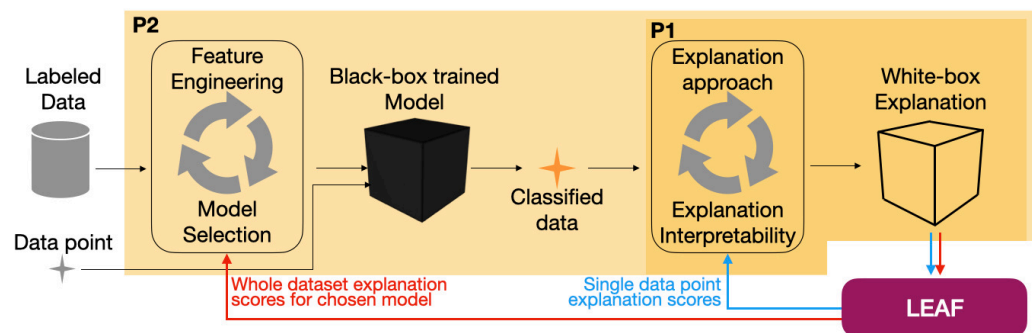 P2
P1
Labeled
Data
Feature
Engineering
Model
Selection
Black-box trained
Model
Classified
data
Explanation
approach
Explanation
Interpretability
White-box
Explanation
Data point
Whole dataset explanation
scores for chosen model
Single data point
explanation scores
LEAF